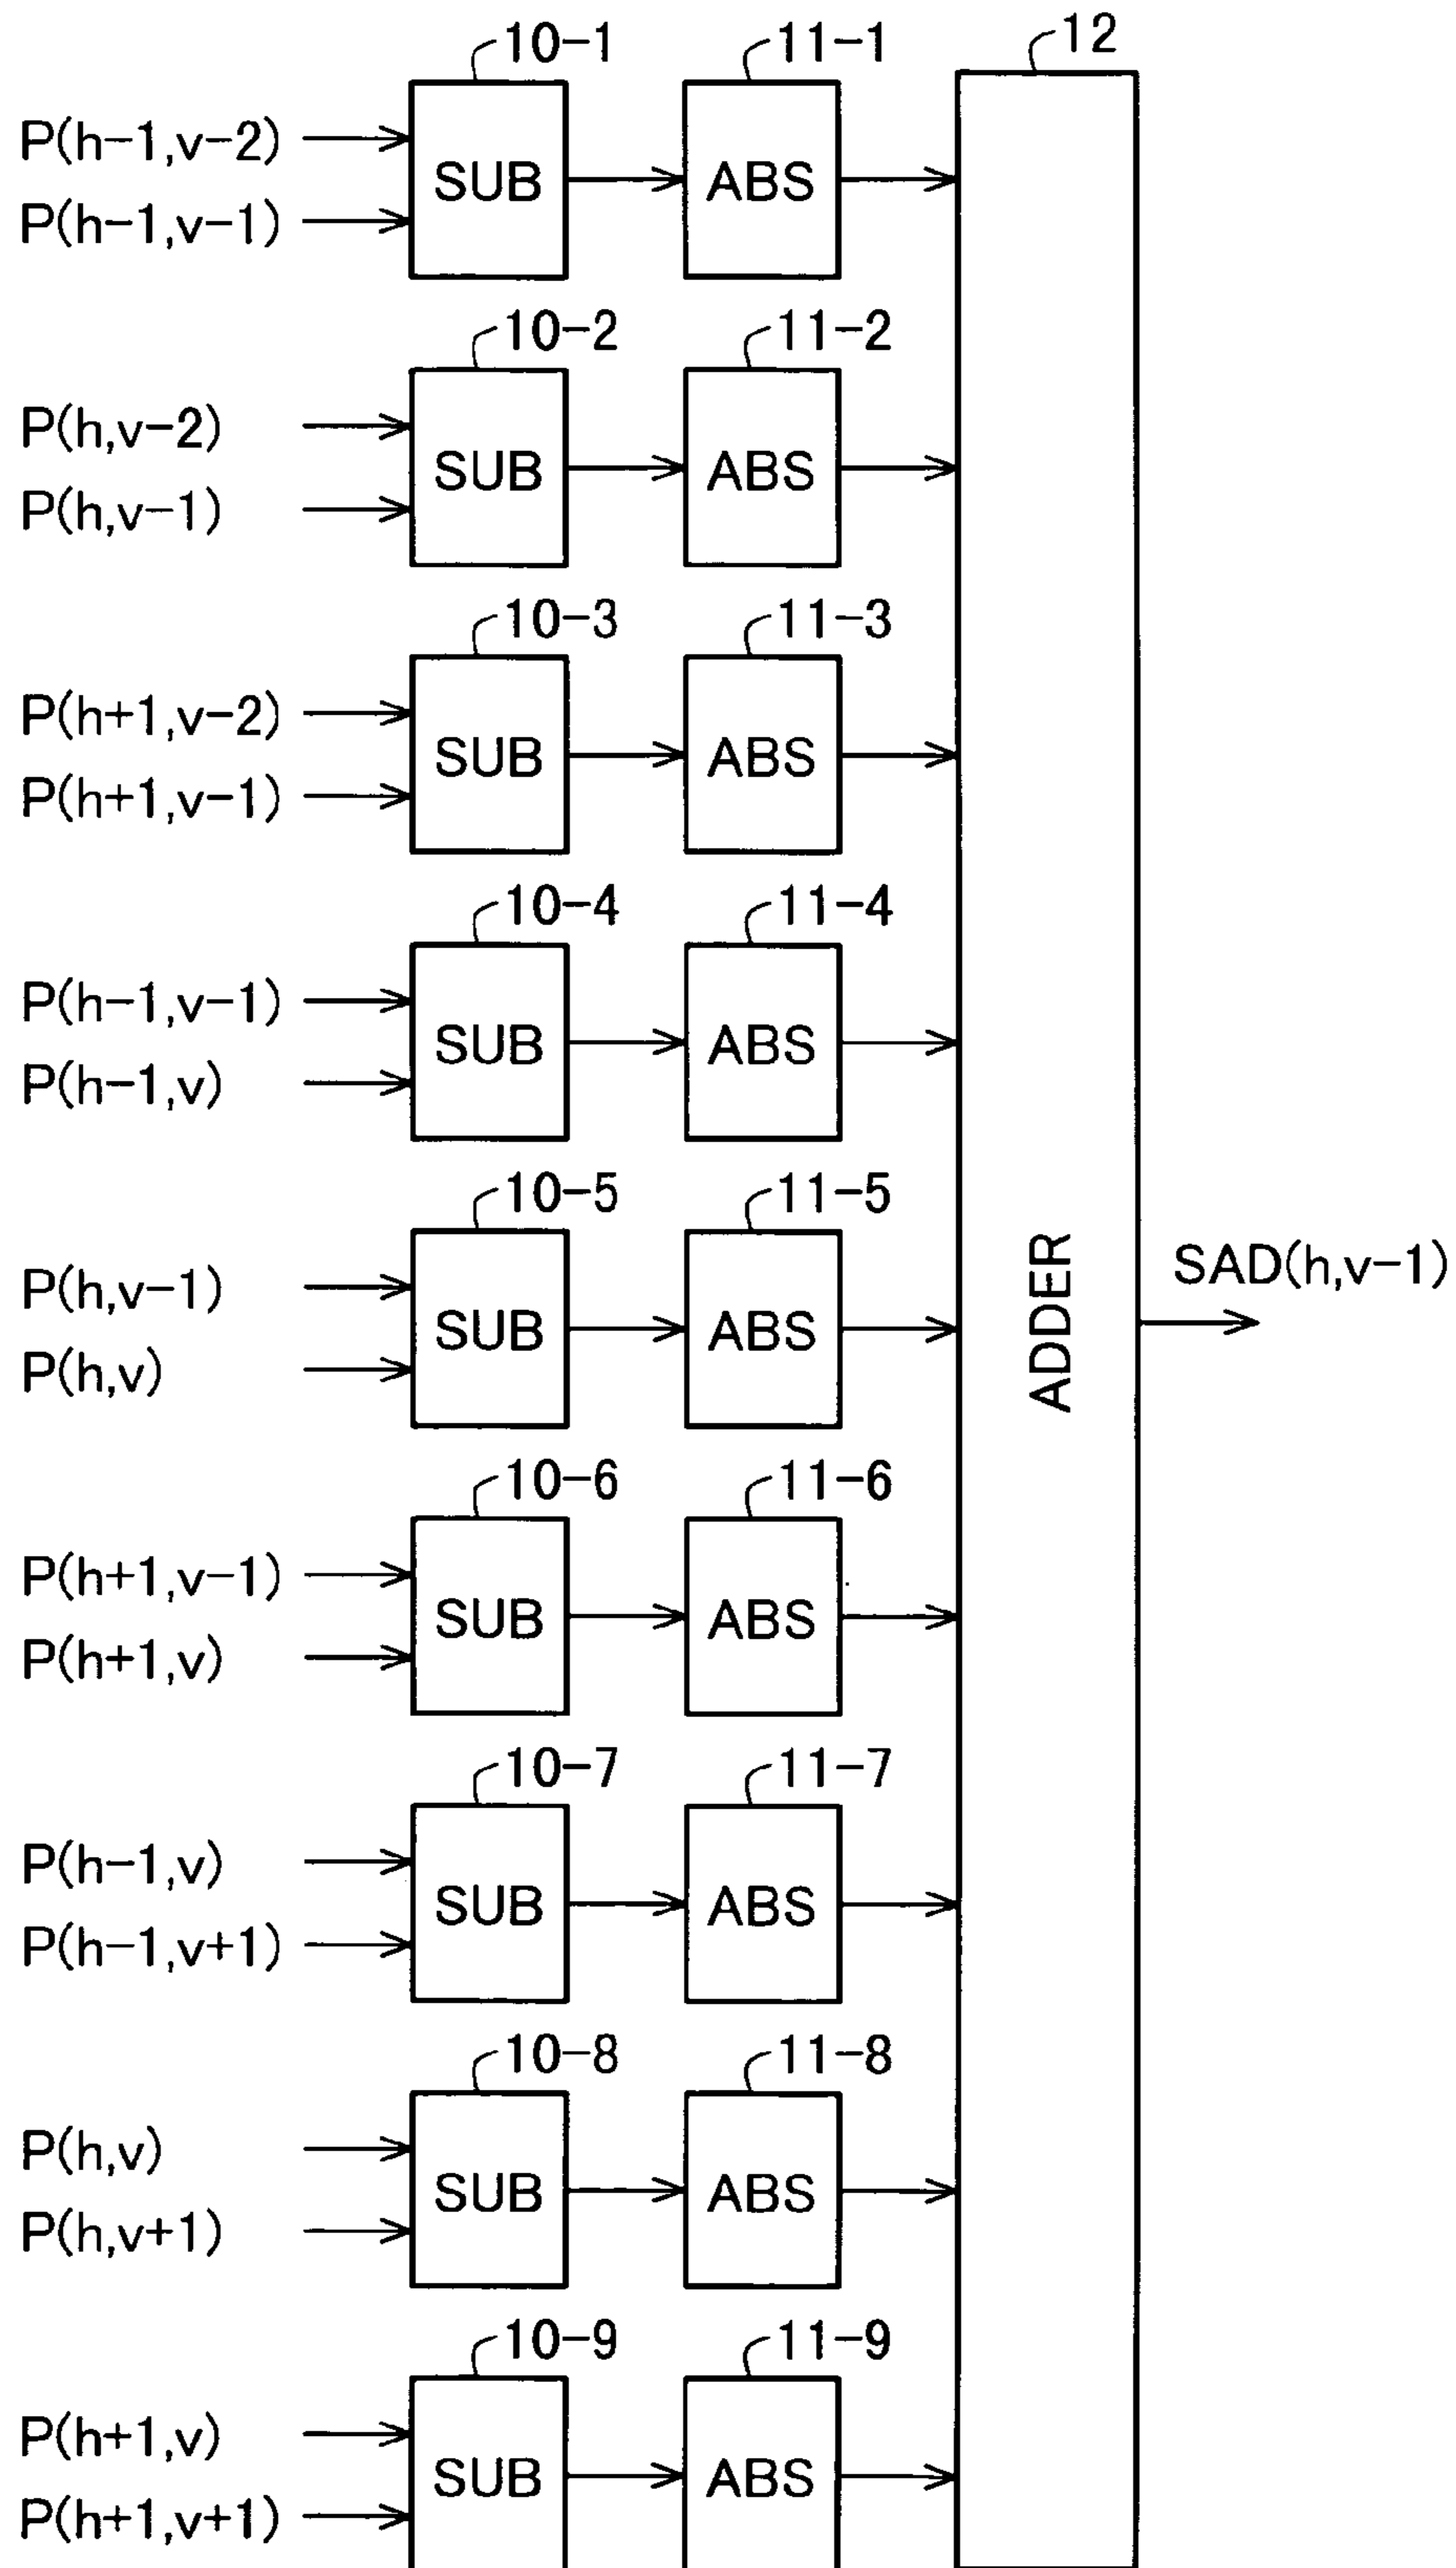 10-1 11-1 12
P(h-1,v-2)
SUB ABS
P(h-1,v-1)
10-2 11-2
P(h,v-2)
SUB ABS
P(h,v-1)
10-3 11-3
P(h+1,v-2)
SUB ABS
P(h+1,v-1)
10-4 11-4
P(h-1,v-1)
SUB ABS
P(h-1,v)
10-5 11-5
P(h,v-1)
SUB ABS
P(h,v)
ADDER
SAD(h,v-1)
10-6 11-6
P(h+1,v-1)
SUB ABS
P(h+1,v)
10-7 11-7
P(h-1,v)
SUB ABS
P(h-1,v+1)
10-8 11-8
P(h,v)
SUB ABS
P(h,v+1)
10-9 11-9
P(h+1,v)
SUB ABS
P(h+1,v+1)